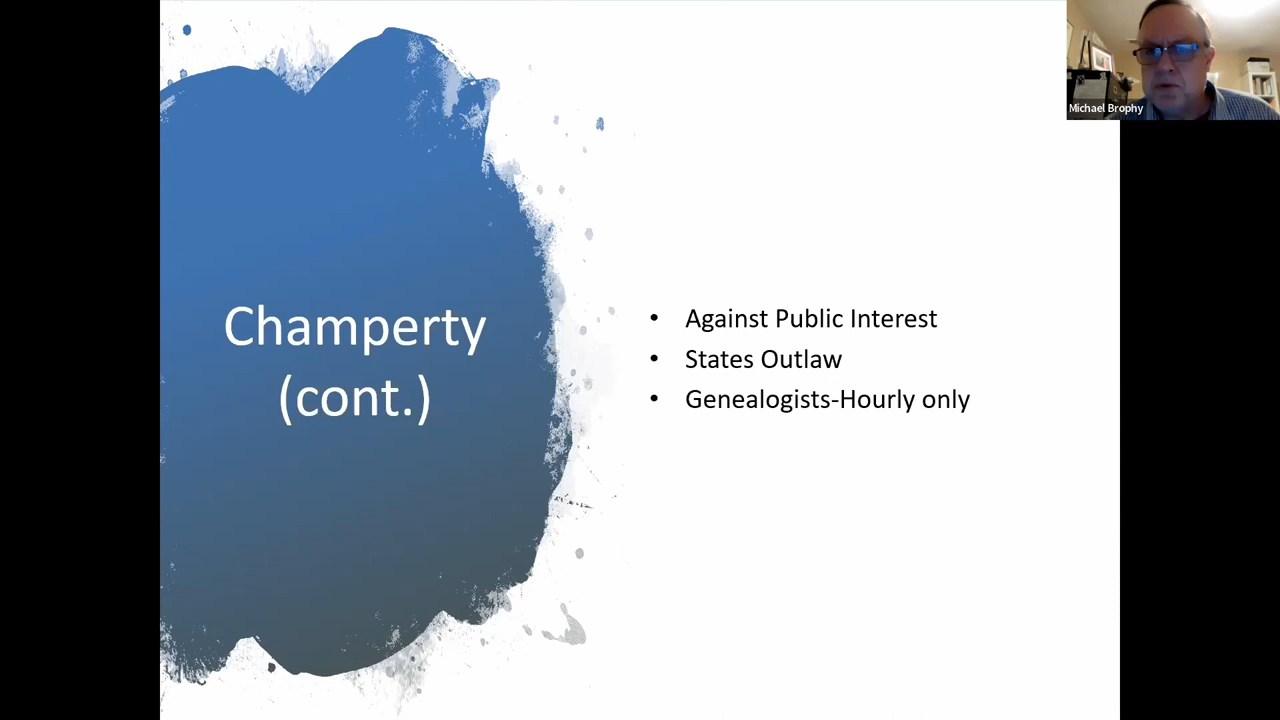 Michael Brophy
Champerty
(cont.)
• Against Public Interest
• States Outlaw
• Genealogists-Hourly only